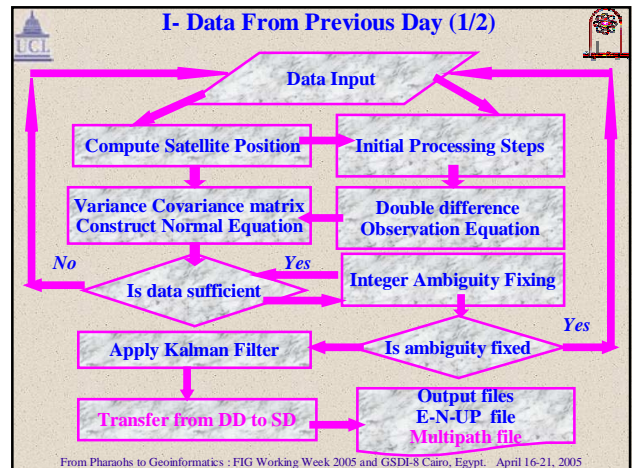 I- Data From Previous Day (1/2)
UCL
Data Input
Compute Satellite Position
Initial Processing Steps
Variance Covariance matrix
Construct Normal Equation
Double difference
Observation Equation
No
Yes
Is data sufficient
Integer Ambiguity Fixing
Yes
Apply Kalman Filter
Is ambiguity fixed
Transfer from DD to SD
Output files
E-N-UP file
Multipath file
From Pharaohs to Geoinformatics : FIG Working Week 2005 and GSDI-8 Cairo, Egypt. April 16-21, 2005